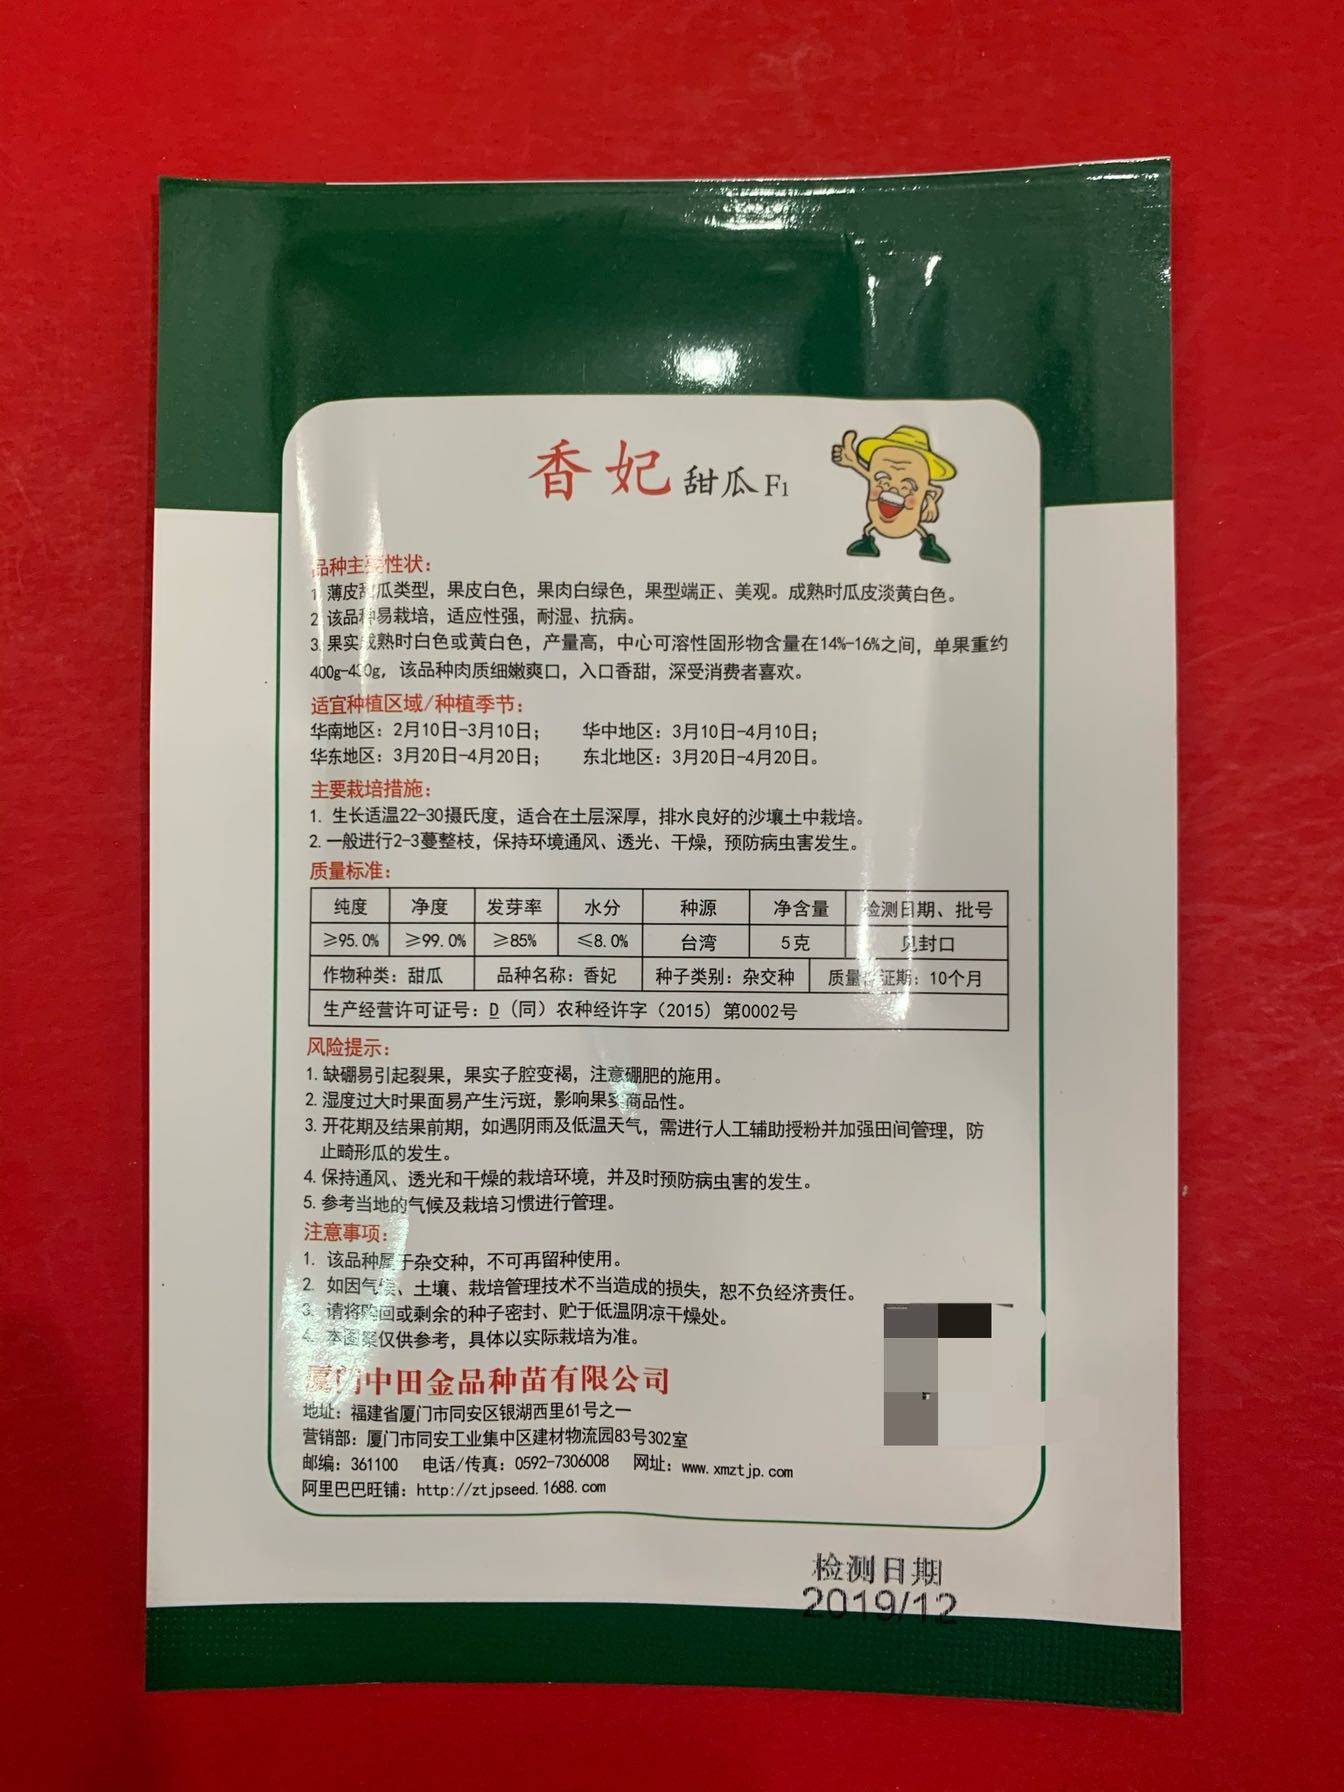 香妃 甜瓜F1
品种主要性状：
1. 薄皮甜瓜类型，果皮白色，果肉白绿色，果型端正、美观。成熟时瓜皮淡黄白色。
2. 该品种易栽培，适应性强，耐湿、抗病。
3. 果实成熟时白色或黄白色，产量高，中心可溶性固形物含量在14%-16%之间，单果重约
400g-430g，该品种肉质细嫩爽口，入口香甜，深受消费者喜欢。
适宜种植区域/种植季节：
华南地区：2月10日-3月10日； 华中地区：3月10日-4月10日；
华东地区：3月20日-4月20日； 东北地区：3月20日-4月20日。
主要栽培措施：
1. 生长适温22-30摄氏度，适合在土层深厚，排水良好的沙壤土中栽培。
2. 一般进行2-3蔓整枝，保持环境通风、透光、干燥，预防病虫害发生。
质量标准：
纯度 净度 发芽率 水分 种源 净含量 检测日期、批号
≥95.0% ≥99.0% ≥85% ≤8.0% 台湾 5克 见封口
作物种类：甜瓜 品种名称：香妃 种子类别：杂交种 质量保证期：10个月
生产经营许可证号：D（同）农种经许字（2015）第0002号
风险提示：
1. 缺硼易引起裂果，果实子腔变褐，注意硼肥的施用。
2. 湿度过大时果面易产生污斑，影响果实商品性。
3. 开花期及结果前期，如遇阴雨及低温天气，需进行人工辅助授粉并加强田间管理，防
止畸形瓜的发生。
4. 保持通风、透光和干燥的栽培环境，并及时预防病虫害的发生。
5. 参考当地的气候及栽培习惯进行管理。
注意事项：
1. 该品种属于杂交种，不可再留种使用。
2. 如因气候、土壤、栽培管理技术不当造成的损失，恕不负经济责任。
3. 请将购回或剩余的种子密封、贮于低温阴凉干燥处。
4. 本图案仅供参考，具体以实际栽培为准。
厦门中田金品种苗有限公司
地址：福建省厦门市同安区银湖西里61号之一
营销部：厦门市同安工业集中区建材物流园83号302室
邮编：361100 电话/传真：0592-7306008 网址：www.xmztjp.com
阿里巴巴旺铺：http://ztjpseed.1688.com
检测日期
2019/12